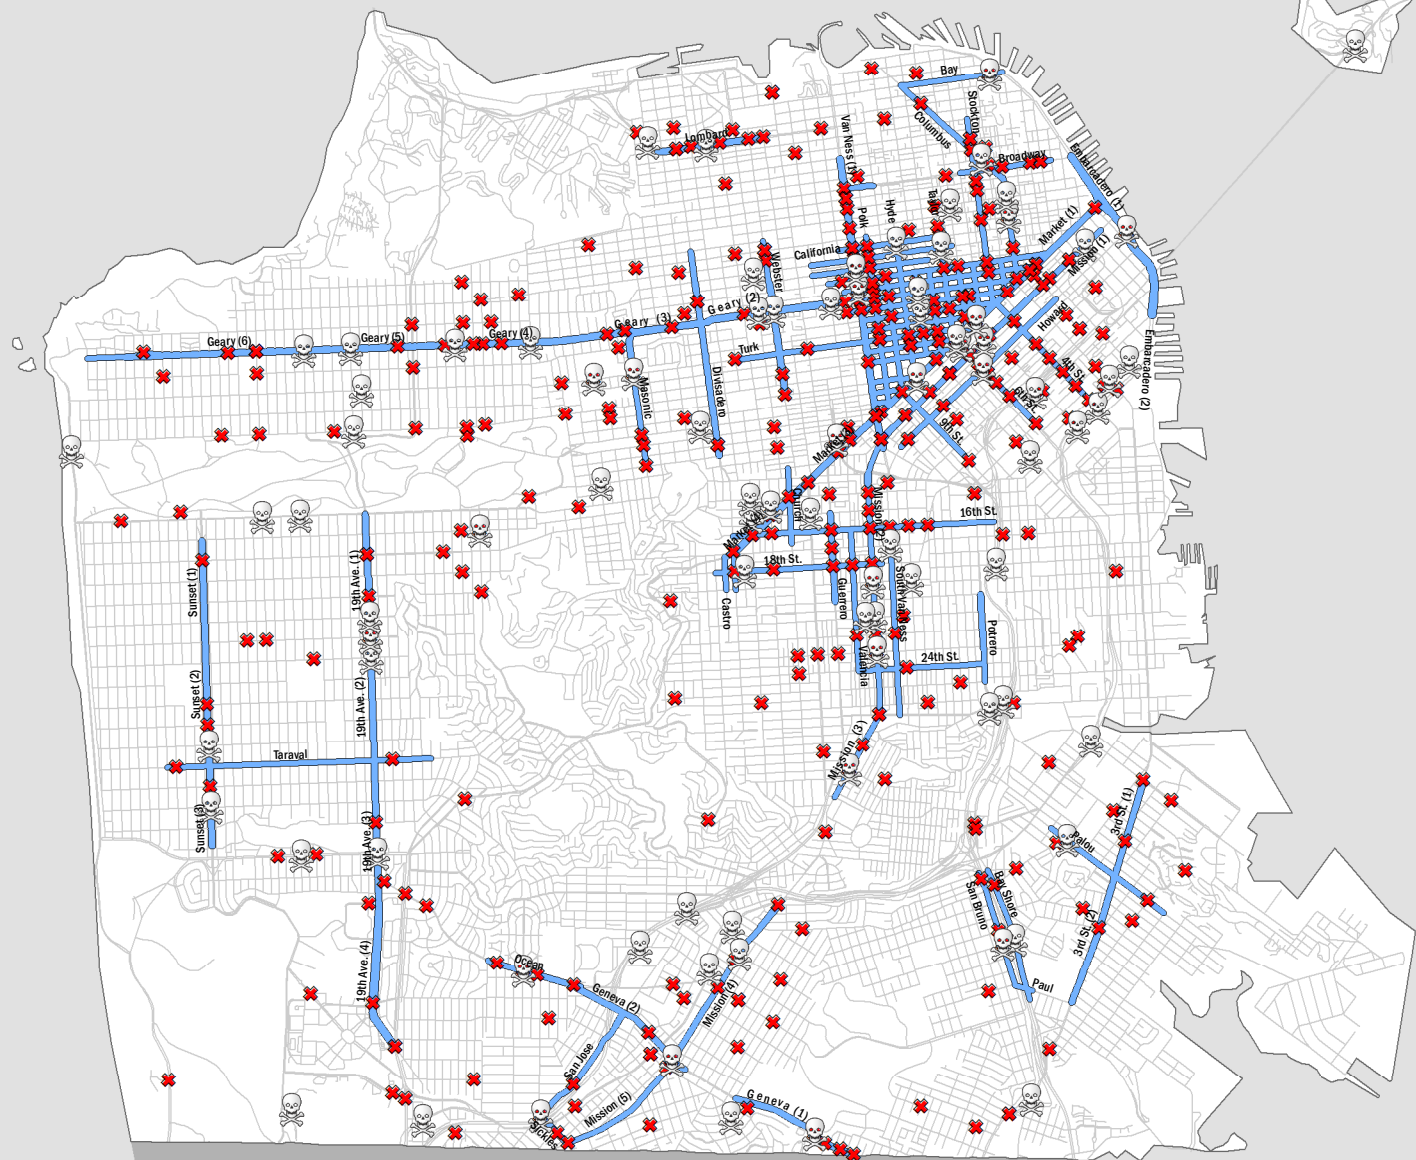 Bay
Stockton
Columbus
Van Ness (1)
Lombard
Broadway
Embarcadero (1)
Polk
Hyde
Taylor
Market (1)
Mission (1)
California
Webster
Geary (2)
Geary (3)
Geary (4)
Geary (5)
Geary (6)
Howard
Embarcadero (2)
Turk
4th St.
6th St.
Masonic
Divisadero
9th St.
Market (3)
Church
Mission (2)
16th St.
18th St.
19th Ave. (1)
Sunset (1)
Castro
Guerrero
South Van Ness
Potrero
Valencia
24th St.
Sunset (2)
19th Ave. (2)
Mission (3)
Taraval
Sunset (3)
19th Ave. (3)
3rd St. (1)
Palou
Bay Shore
San Bruno
3rd St. (2)
19th Ave. (4)
Ocean
Geneva (2)
Mission (4)
Paul
San Jose
Mission (5)
Geneva (1)
Sickles